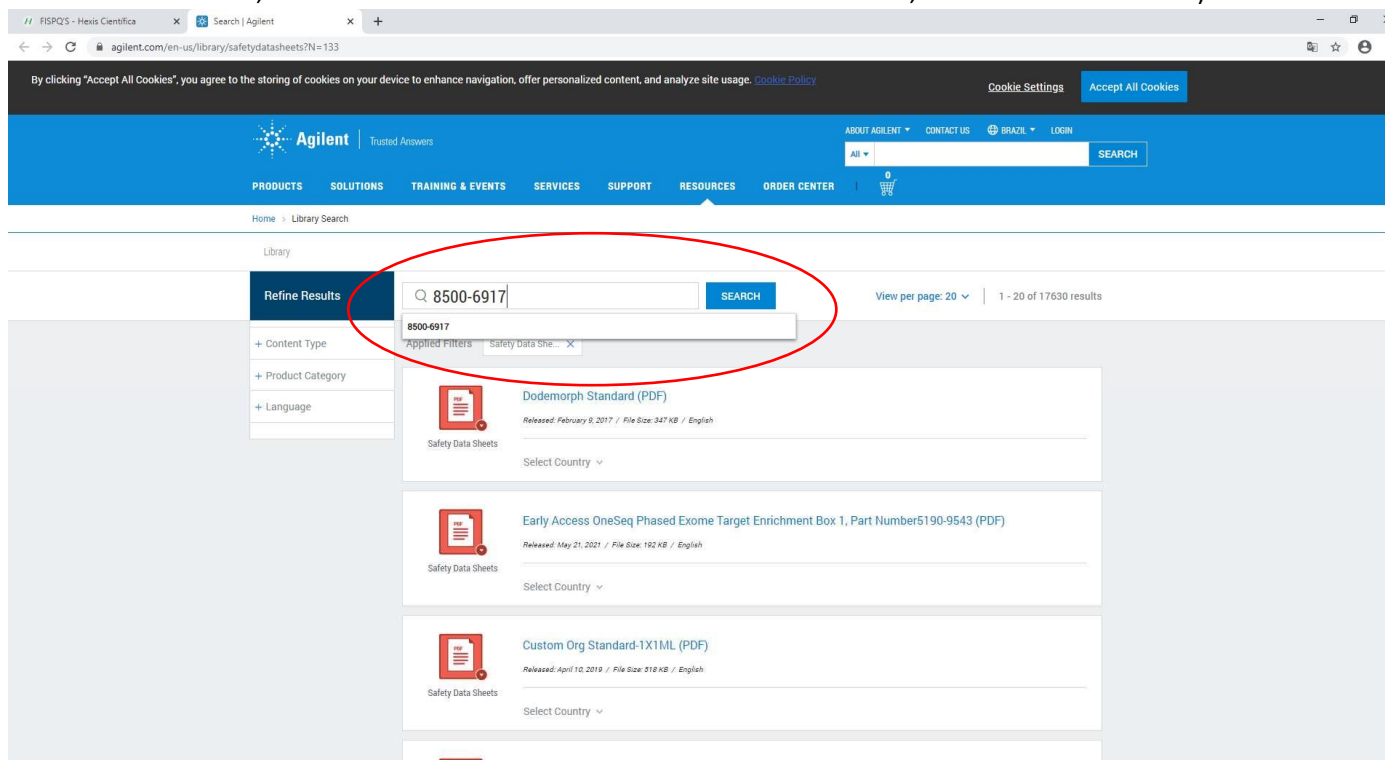 FISPQ'S - Hexis Científica
Search | Agilent
agilent.com/en-us/library/safetydatasheets?N=133
By clicking "Accept All Cookies", you agree to the storing of cookies on your device to enhance navigation, offer personalized content, and analyze site usage. Cookie Policy
Cookie Settings
Accept All Cookies
Agilent | Trusted Answers
ABOUT AGILENT CONTACT US BRAZIL LOGIN
All
SEARCH
PRODUCTS SOLUTIONS TRAINING & EVENTS SERVICES SUPPORT RESOURCES ORDER CENTER | 0
Home > Library Search
Library
Refine Results
8500-6917
SEARCH
View per page: 20 | 1 - 20 of 17630 results
8500-6917
+ Content Type
Applied Filters Safety Data She... X
+ Product Category
+ Language
Dodemorph Standard (PDF)
Released: February 9, 2017 / File Size: 347 KB / English
Safety Data Sheets
Select Country
Early Access OneSeq Phased Exome Target Enrichment Box 1, Part Number5190-9543 (PDF)
Released: May 21, 2021 / File Size: 192 KB / English
Safety Data Sheets
Select Country
Custom Org Standard-1X1ML (PDF)
Released: April 10, 2019 / File Size: 518 KB / English
Safety Data Sheets
Select Country